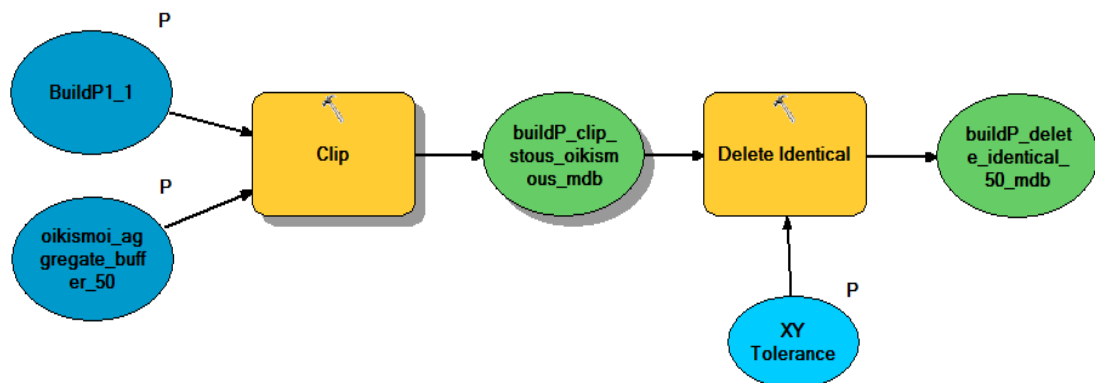 P
BuildP1_1
P
oikismoi_ag
gregate_buff
er_50
Clip
buildP_clip_
stous_oikism
ous_mdb
Delete Identical
buildP_delet
e_identical_
50_mdb
P
XY
Tolerance